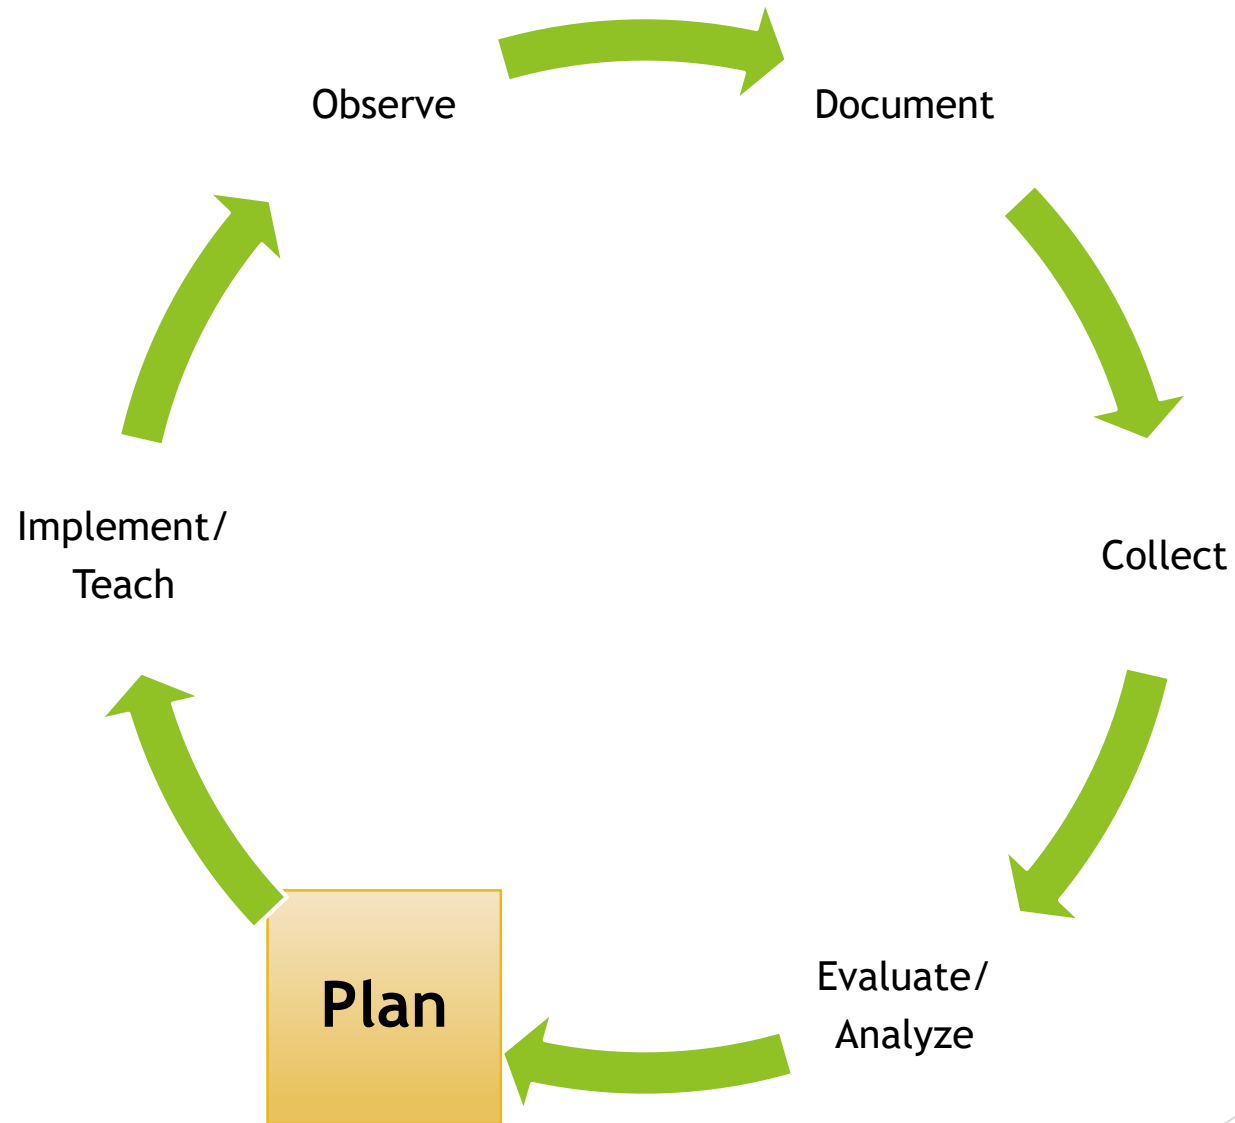 Observe
Document
Collect
Evaluate/
Analyze
Plan
Implement/
Teach